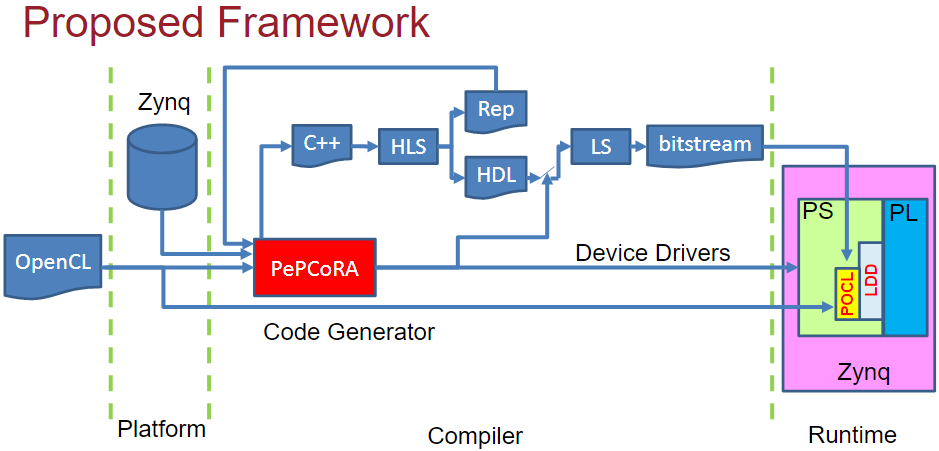 Proposed Framework
Zynq
Rep
C++
HLS
LS
bitstream
HDL
PS
PL
OpenCL
PePCoRA
Device Drivers
POCL
LDD
Code Generator
Zynq
Platform
Compiler
Runtime